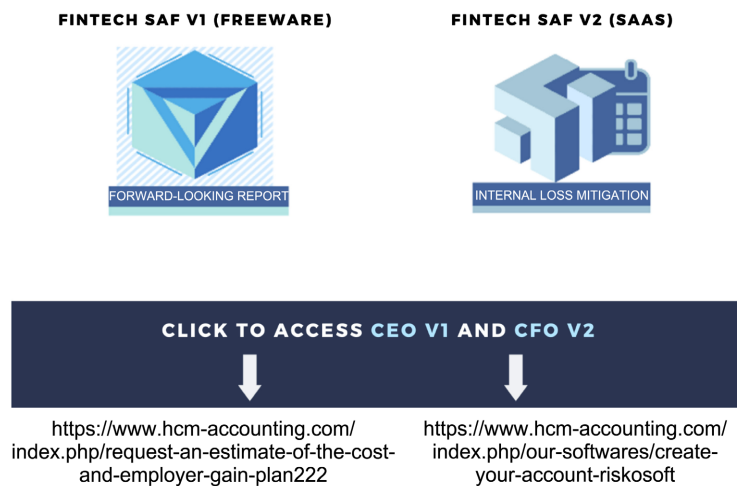 FINTECH SAF V1 (FREEWARE)
FINTECH SAF V2 (SAAS)
FORWARD-LOOKING REPORT
INTERNAL LOSS MITIGATION
CLICK TO ACCESS CEO V1 AND CFO V2
https://www.hcm-accounting.com/
index.php/request-an-estimate-of-the-cost-
and-employer-gain-plan222
https://www.hcm-accounting.com/
index.php/our-softwares/create-
your-account-riskosoft